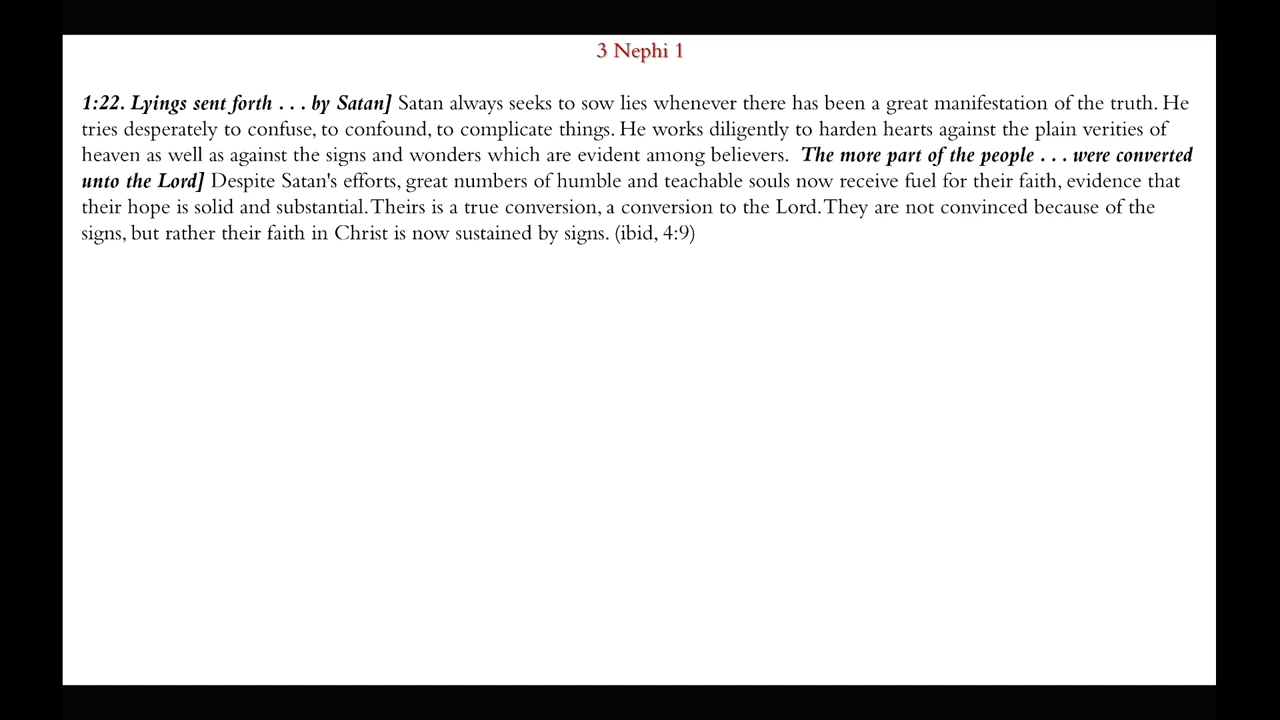 3 Nephi 1
1:22. Lyings sent forth . . . by Satan] Satan always seeks to sow lies whenever there has been a great manifestation of the truth. He
tries desperately to confuse, to confound, to complicate things. He works diligently to harden hearts against the plain verities of
heaven as well as against the signs and wonders which are evident among believers.  The more part of the people . . . were converted
unto the Lord] Despite Satan's efforts, great numbers of humble and teachable souls now receive fuel for their faith, evidence that
their hope is solid and substantial. Theirs is a true conversion, a conversion to the Lord. They are not convinced because of the
signs, but rather their faith in Christ is now sustained by signs. (ibid, 4:9)